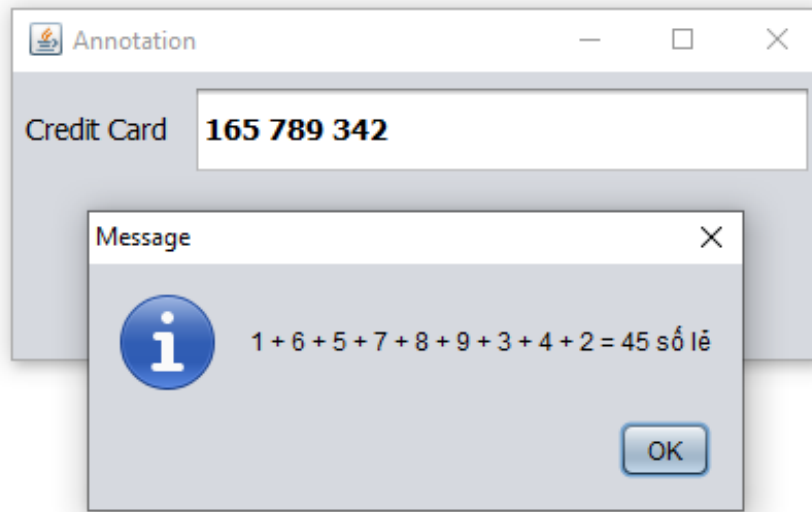 Annotation
Credit Card 165 789 342
Message
1 + 6 + 5 + 7 + 8 + 9 + 3 + 4 + 2 = 45 số lẻ
OK